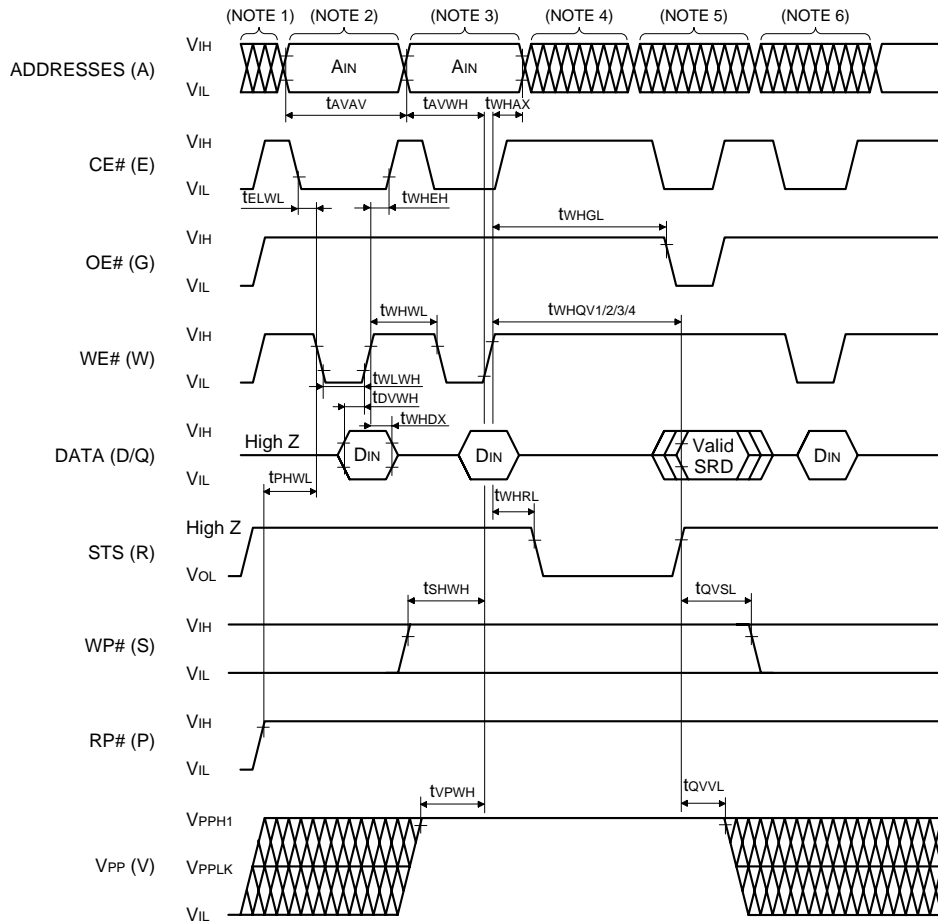 (NOTE 1) (NOTE 2) (NOTE 3) (NOTE 4) (NOTE 5) (NOTE 6)
VIH
ADDRESSES (A) AIN AIN
VIL
tAVAV tAVWH tWHAX
VIH
CE# (E)
VIL
tELWL tWHEH
tWHGL
VIH
OE# (G)
VIL
tWHWL tWHQV1/2/3/4
VIH
WE# (W)
VIL
tWLWH
tDVWH
tWHDX
VIH
High Z
DATA (D/Q) DIN DIN Valid SRD DIN
VIL
tPHWL
tWHRL
High Z
STS (R)
VOL
tSHWH tQVSL
VIH
WP# (S)
VIL
VIH
RP# (P)
VIL
tVPWH tQVVL
VPPH1
VPP (V) VPPLK
VIL